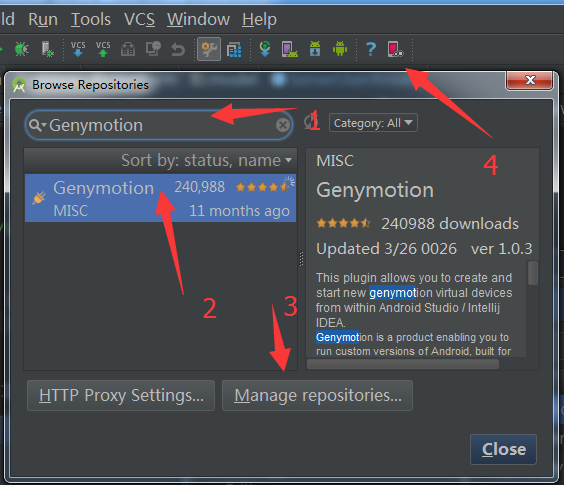 ld Run Tools VCS Window Help
VCS VCS ?
Browse Repositories
4
Genymotion
1
Category: All
Sort by: status, name
Genymotion 240,988
MISC 11 months ago
2
MISC
Genymotion
240988 downloads
Updated 3/26 0026 ver 1.0.3
This plugin allows you to create and
start new genymotion virtual devices
from within Android Studio / Intellij
IDEA.
Genymotion is a product enabling you to
run custom versions of Android, built for
3
HTTP Proxy Settings...
Manage repositories...
Close